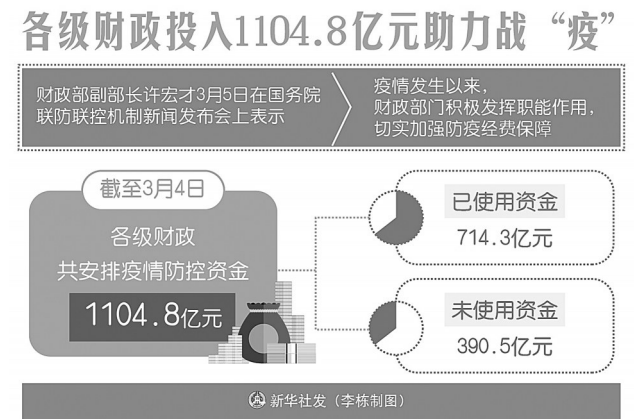 各级财政投入1104.8亿元助力战“疫”
财政部副部长许宏才3月5日在国务院
联防联控机制新闻发布会上表示
疫情发生以来，
财政部门积极发挥职能作用，
切实加强防疫经费保障
截至3月4日
各级财政
共安排疫情防控资金
1104.8亿元
已使用资金
714.3亿元
未使用资金
390.5亿元
新华社发（李栋制图）